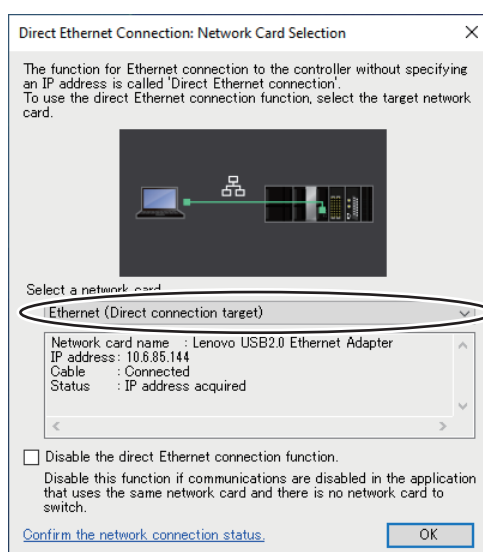 Direct Ethernet Connection: Network Card Selection
The function for Ethernet connection to the controller without specifying
an IP address is called 'Direct Ethernet connection'.
To use the direct Ethernet connection function, select the target network
card.
Select a network card
Ethernet (Direct connection target)
Network card name : Lenovo USB2.0 Ethernet Adapter
IP address : 10.6.85.144
Cable : Connected
Status : IP address acquired
Disable the direct Ethernet connection function.
Disable this function if communications are disabled in the application
that uses the same network card and there is no network card to
switch.
Confirm the network connection status.
OK